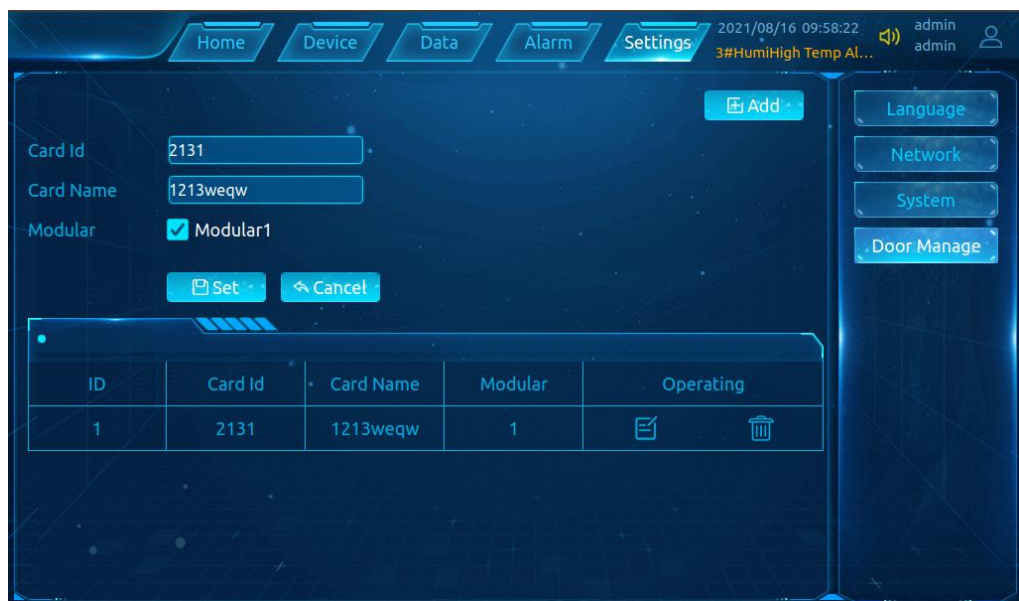 Home Device Data Alarm Settings 2021/08/16 09:58:22 admin
3#HumiHigh Temp Al... admin
Add
Card Id 2131
Card Name 1213weqw
Modular Modular1
Set Cancel
ID Card Id Card Name Modular Operating
1 2131 1213weqw 1
Language
Network
System
Door Manage